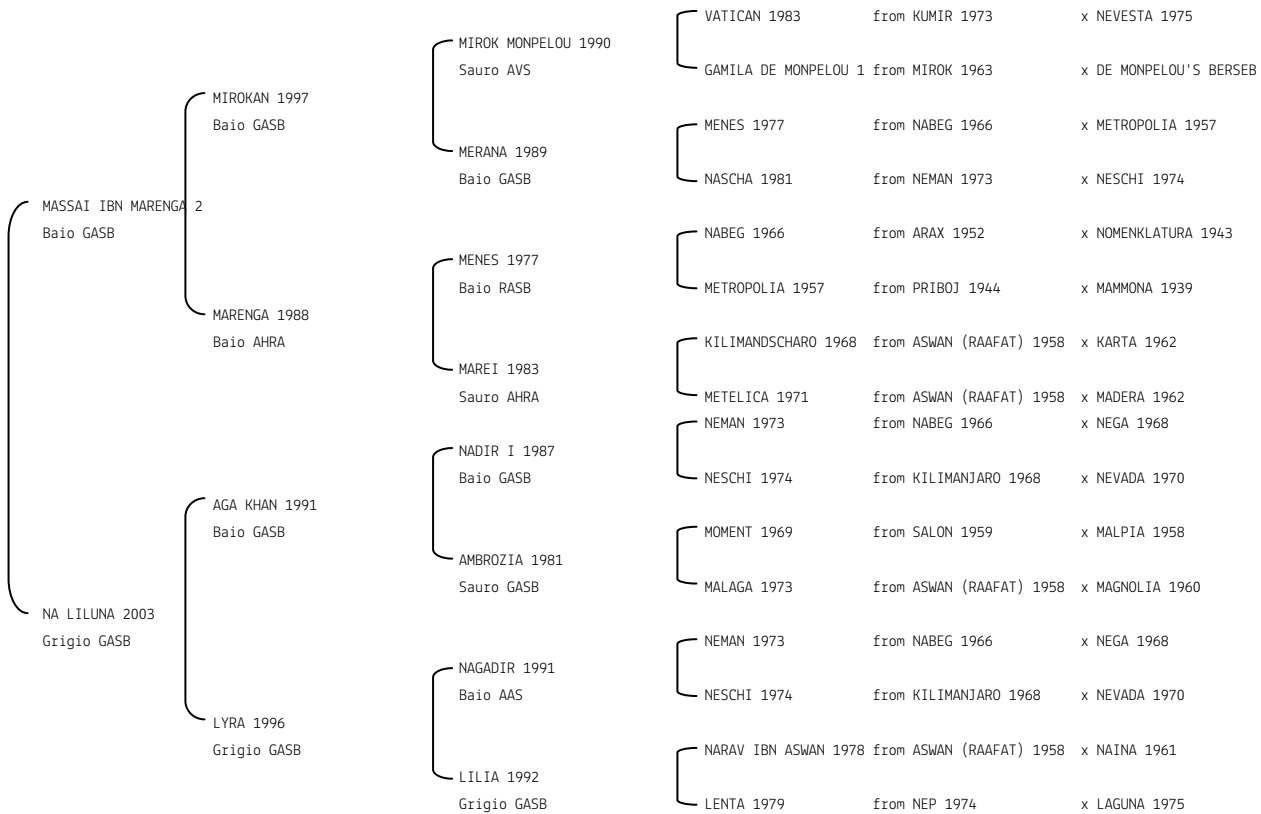 VATICAN 1983 from KUMIR 1973 x NEVESTA 1975
MIROK MONPELOU 1990
Sauro AVS
GAMILA DE MONPELOU 1 from MIROK 1963 x DE MONPELOU'S BERSEB
MIROKAN 1997
Baio GASB
MENES 1977 from NABEG 1966 x METROPOLIA 1957
MERANA 1989
Baio GASB
NASCHA 1981 from NEMAN 1973 x NESCHI 1974
MASSAI IBN MARENGA 2
Baio GASB
NABEG 1966 from ARAX 1952 x NOMENKLATURA 1943
MENES 1977
Baio RASB
METROPOLIA 1957 from PRIBOJ 1944 x MAMMONA 1939
MARENGA 1988
Baio AHRA
KILIMANDSCHARO 1968 from ASWAN (RAAFAT) 1958 x KARTA 1962
MAREI 1983
Sauro AHRA
METELICA 1971 from ASWAN (RAAFAT) 1958 x MADERA 1962
NEMAN 1973 from NABEG 1966 x NEGA 1968
NADIR I 1987
Baio GASB
NESCHI 1974 from KILIMANJARO 1968 x NEVADA 1970
AGA KHAN 1991
Baio GASB
MOMENT 1969 from SALON 1959 x MALPIA 1958
AMBROZIA 1981
Sauro GASB
MALAGA 1973 from ASWAN (RAAFAT) 1958 x MAGNOLIA 1960
NA LILUNA 2003
Grigio GASB
NEMAN 1973 from NABEG 1966 x NEGA 1968
NAGADIR 1991
Baio AAS
NESCHI 1974 from KILIMANJARO 1968 x NEVADA 1970
LYRA 1996
Grigio GASB
NARAV IBN ASWAN 1978 from ASWAN (RAAFAT) 1958 x NAINA 1961
LILIA 1992
Grigio GASB
LENTA 1979 from NEP 1974 x LAGUNA 1975